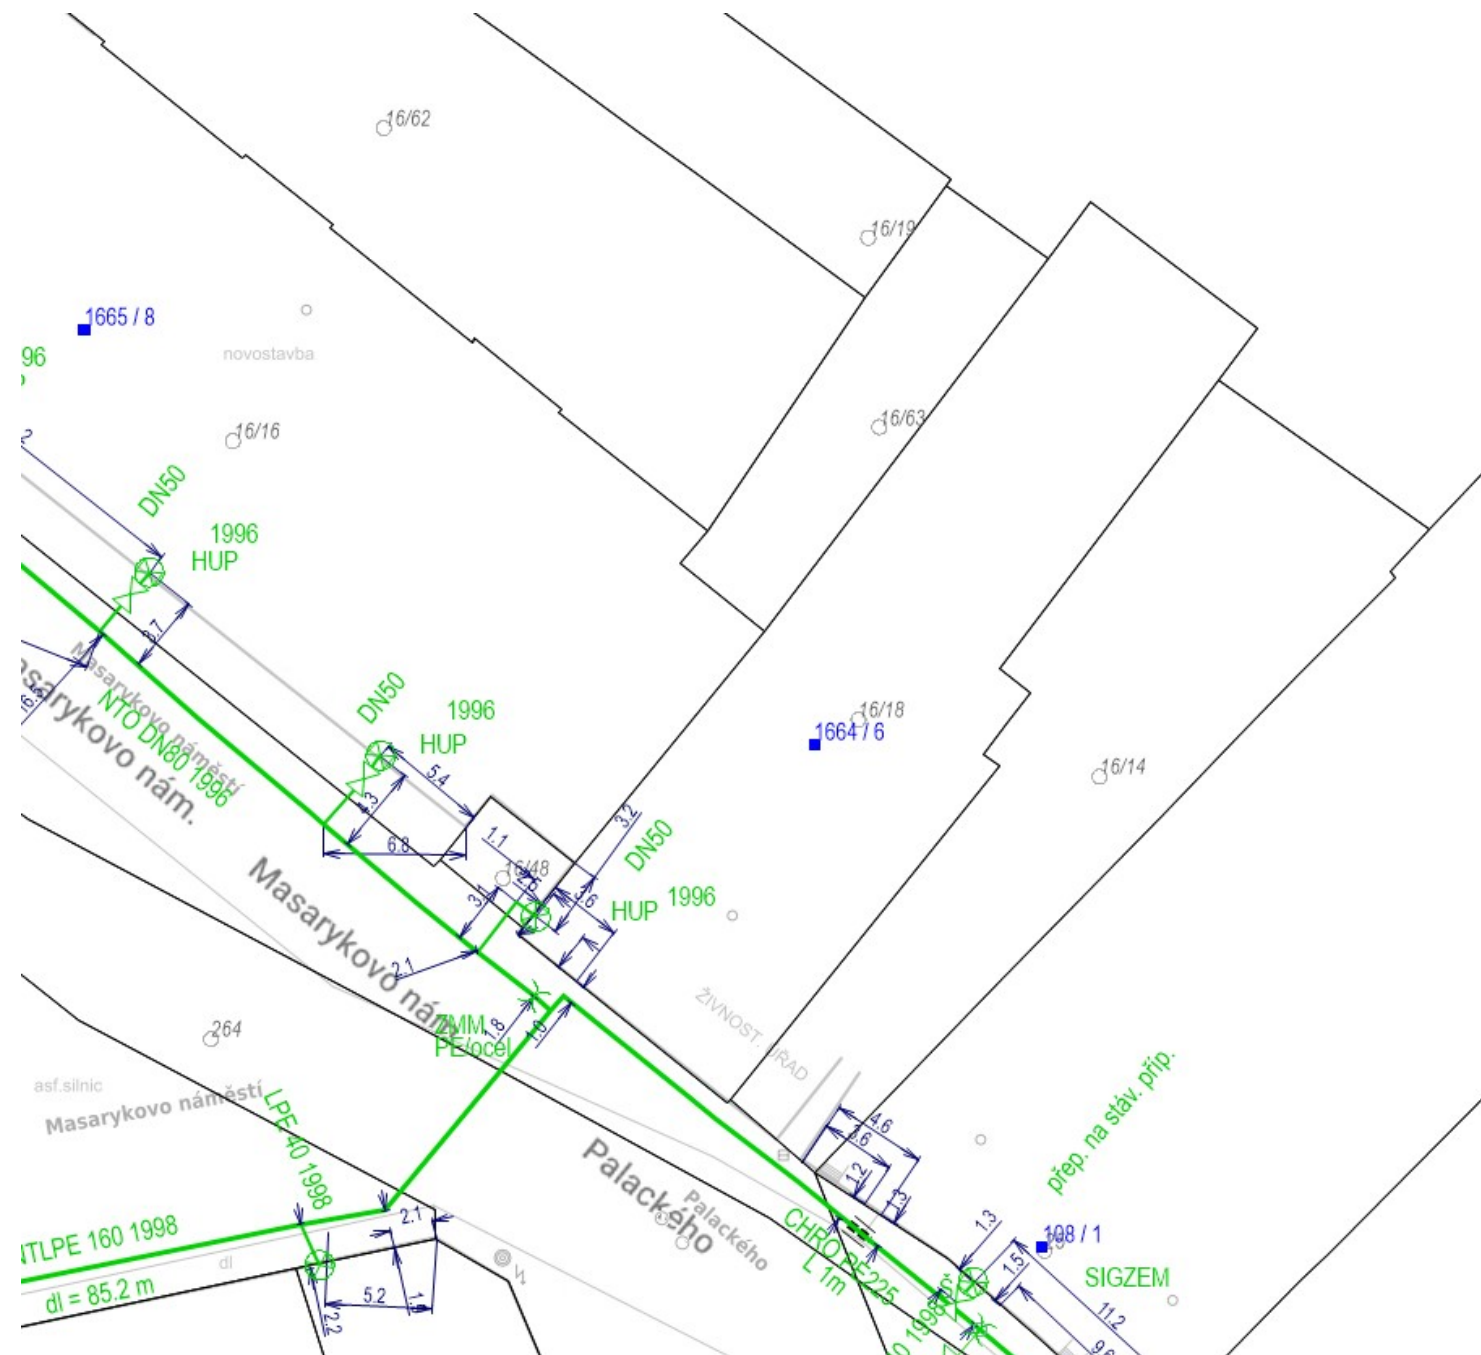 16/62
16/19
1665 / 8
96
novostavba
16/63
16/16
2
DN50
1996
HUP
3.7
Masarykovo náměstí
NTO DN80 1996
DN50
1996
HUP
5.4
4.3
6.8
16/18
1664 / 6
16/14
3.2
DN50
1.1
16/48
2.5
3.6
HUP
1996
3.1
2.1
Masarykovo nám.
ŽIVNOST. ÚŘAD
1.8
1.0
ZMM
PE/ocel
264
asf.silnic
Masarykovo náměstí
LPE 40 1998
přep. na stáv. příp.
4.6
3.6
1.2
1.3
Palackého
Palackého
CHRO PE225
L 1m
1.3
108 / 1
SIGZEM
1.5
11.2
2.1
NTLPE 160 1998
dl
dl = 85.2 m
5.2
2.2
0 1998